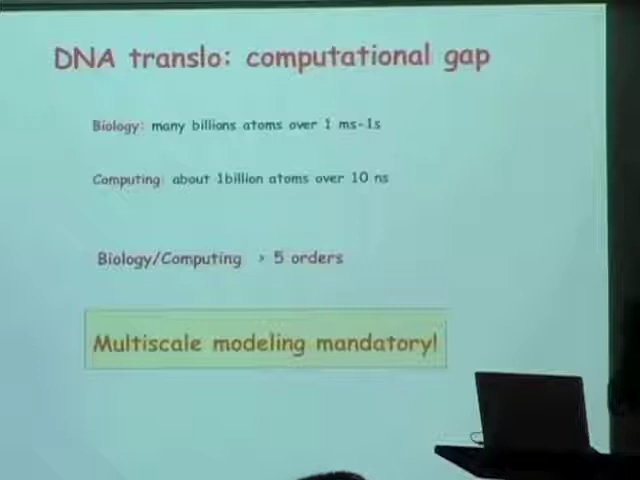 DNA translo: computational gap
Biology: many billions atoms over 1 ms-1s
Computing: about 1billion atoms over 10 ns
Biology/Computing > 5 orders
Multiscale modeling mandatory!